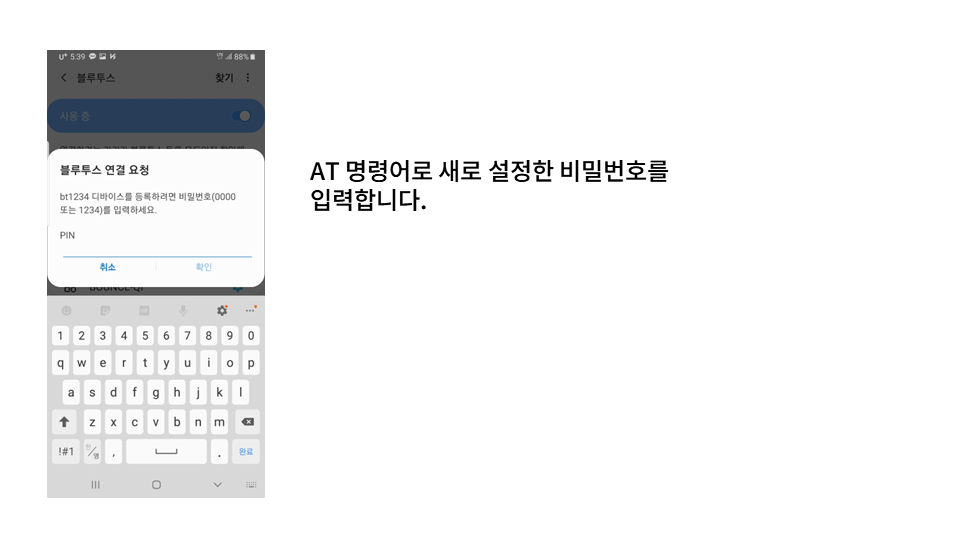 U+ 5:39 88%
블루투스 찾기
사용 중
블루투스 연결 요청
bt1234 디바이스를 등록하려면 비밀번호(0000
또는 1234)를 입력하세요.
PIN
취소 확인
1 2 3 4 5 6 7 8 9 0
q w e r t y u i o p
a s d f g h j k l
z x c v b n m
!#1 한/영 , . 완료
AT 명령어로 새로 설정한 비밀번호를
입력합니다.